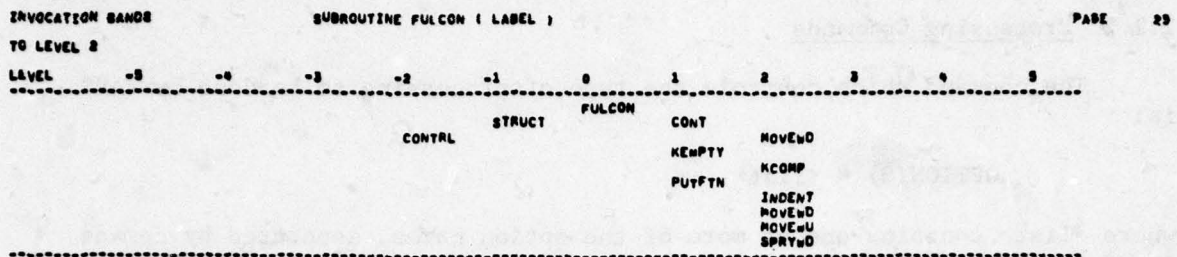 INVOCATION BANDS SUBROUTINE FULCON ( LABEL ) PAGE 29
TO LEVEL 2
LEVEL -5 -4 -3 -2 -1 0 1 2 3 4 5
FULCON
STRUCT CONT
CONTRL MOVEWD
KEMPTY
KCOMP
PUTFTN
INDENT
MOVEWD
MOVEWU
SPRYWD